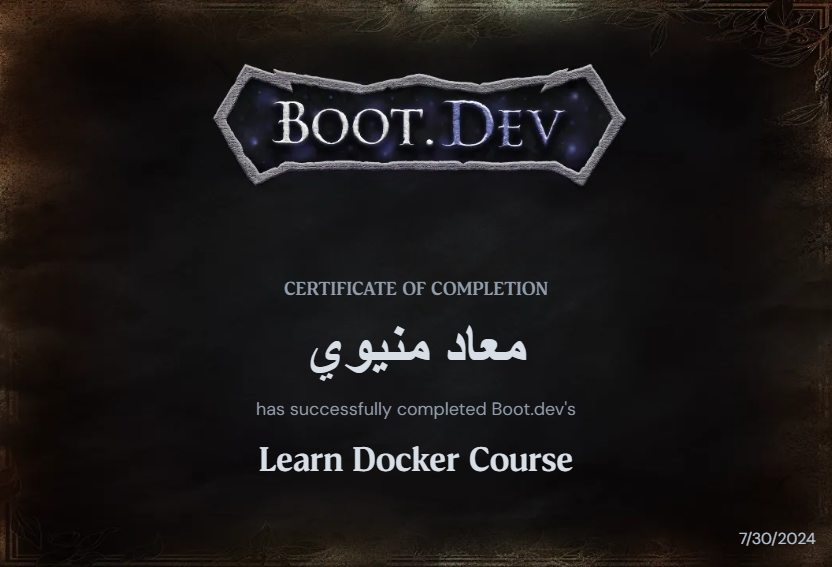 BOOT.DEV
CERTIFICATE OF COMPLETION
معاد منيوي
has successfully completed Boot.dev's
Learn Docker Course
7/30/2024